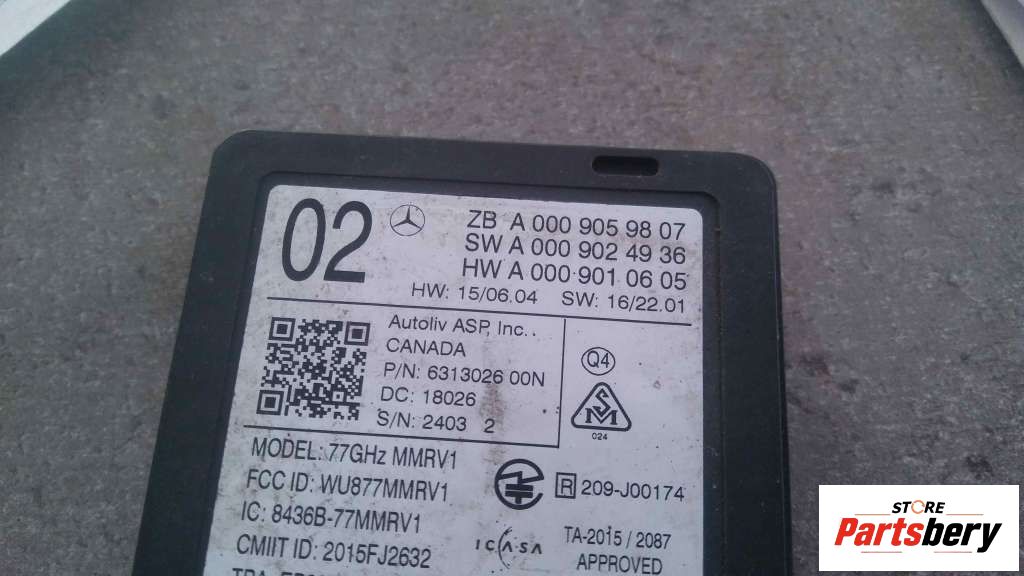 02
ZB A 000 905 98 07
SW A 000 902 49 36
HW A 000 901 06 05
HW: 15/06.04 SW: 16/22.01
Autoliv ASP, Inc..
CANADA
P/N: 6313026 00N
DC: 18026
S/N: 2403 2
Q4
S
VM
024
MODEL: 77GHz MMRV1
FCC ID: WU877MMRV1
IC: 8436B-77MMRV1
CMIIT ID: 2015FJ2632
R 209-J00174
ICASA
TA-2015 / 2087
APPROVED
STORE
Partsbery